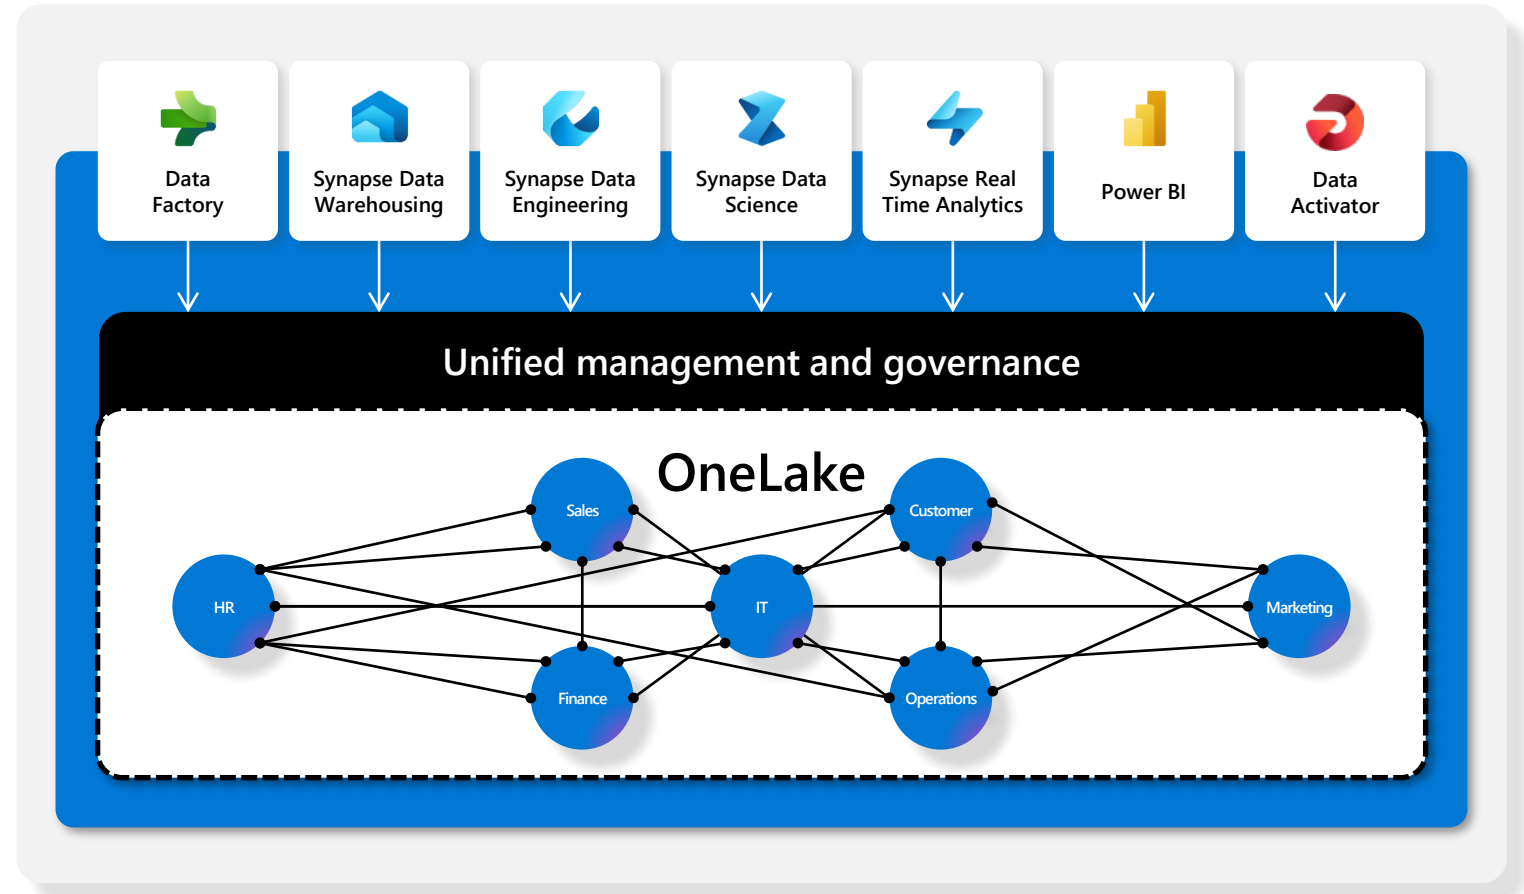 Data
Factory
Synapse Data
Warehousing
Synapse Data
Engineering
Synapse Data
Science
Synapse Real
Time Analytics
Power BI
Data
Activator
Unified management and governance
OneLake
Sales
Customer
HR
IT
Marketing
Finance
Operations